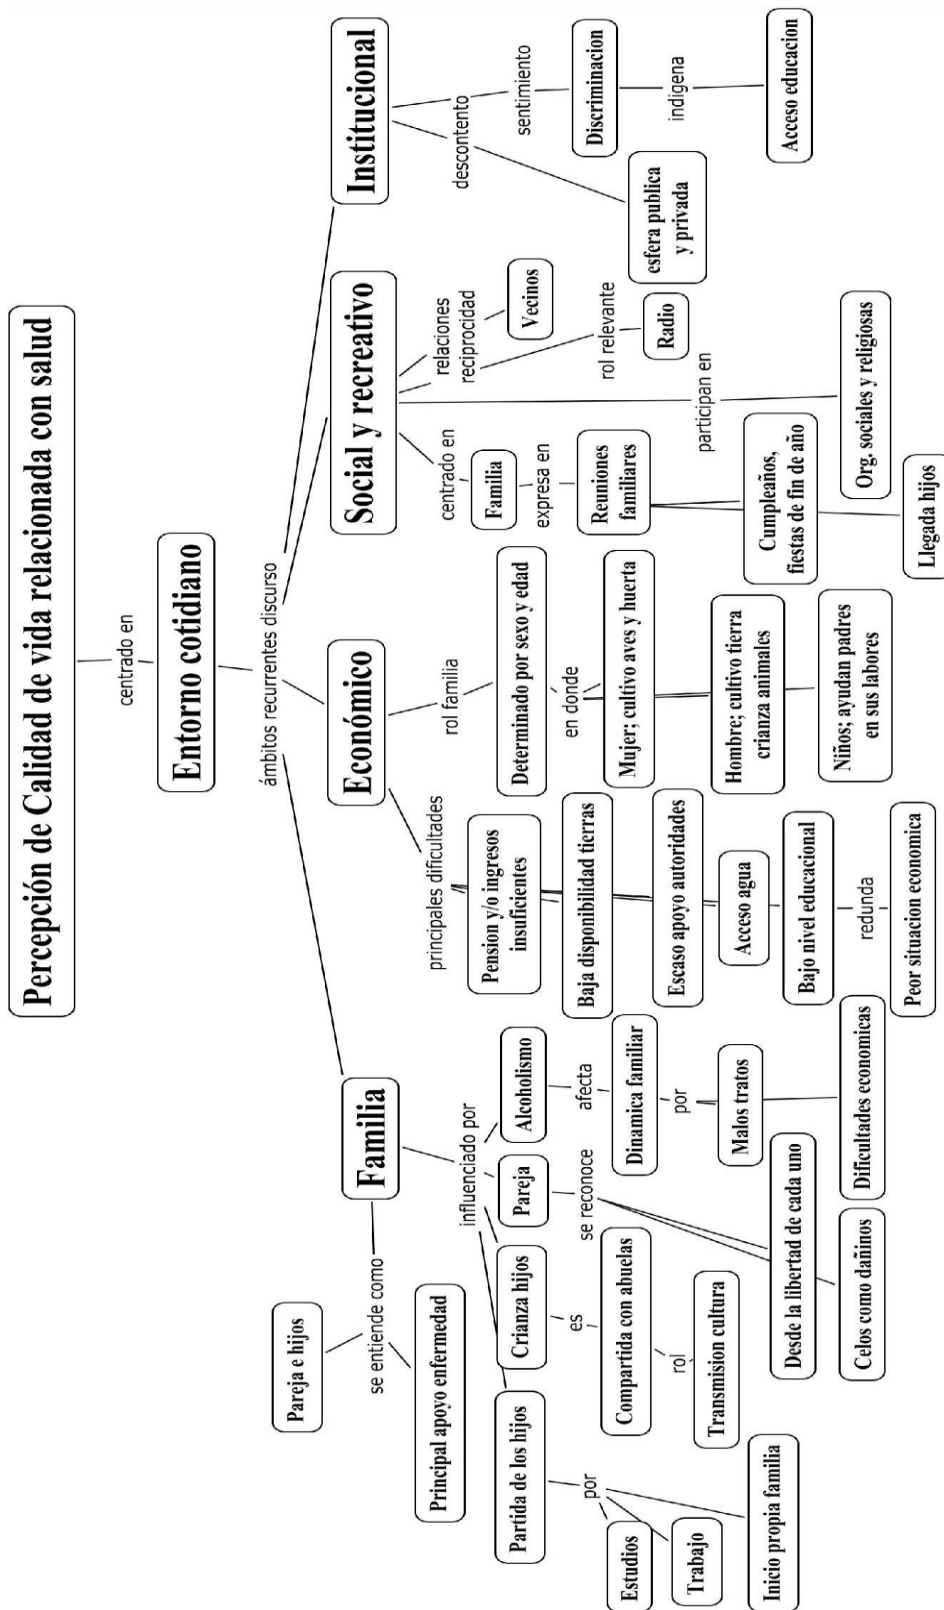 Percepción de Calidad de vida relacionada con salud
centrado en
Entorno cotidiano
ámbitos recurrentes discurso
Familia
Económico
Social y recreativo
Institucional
Pareja e hijos
se entiende como
Principal apoyo enfermedad
influenciado por
Partida de los hijos
Crianza hijos
Pareja
Alcoholismo
por
Estudios
Trabajo
Inicio propia familia
es
Compartida con abuelas
rol
Transmision cultura
se reconoce
Desde la libertad de cada uno
Celos como dañinos
afecta
Dinamica familiar
por
Malos tratos
Dificultades economicas
principales dificultades
Pension y/o ingresos
insuficientes
Baja disponibilidad tierras
Escaso apoyo autoridades
Acceso agua
Bajo nivel educacional
redunda
Peor situacion economica
rol familia
Determinado por sexo y edad
en donde
Mujer; cultivo aves y huerta
Hombre; cultivo tierra
crianza animales
Niños; ayudan padres
en sus labores
centrado en
Familia
expresa en
Reuniones
familiares
Cumpleaños,
fiestas de fin de año
Llegada hijos
relaciones
reciprocidad
Vecinos
rol relevante
Radio
participan en
Org. sociales y religiosas
descontento
esfera publica
y privada
sentimiento
Discriminacion
indigena
Acceso educacion